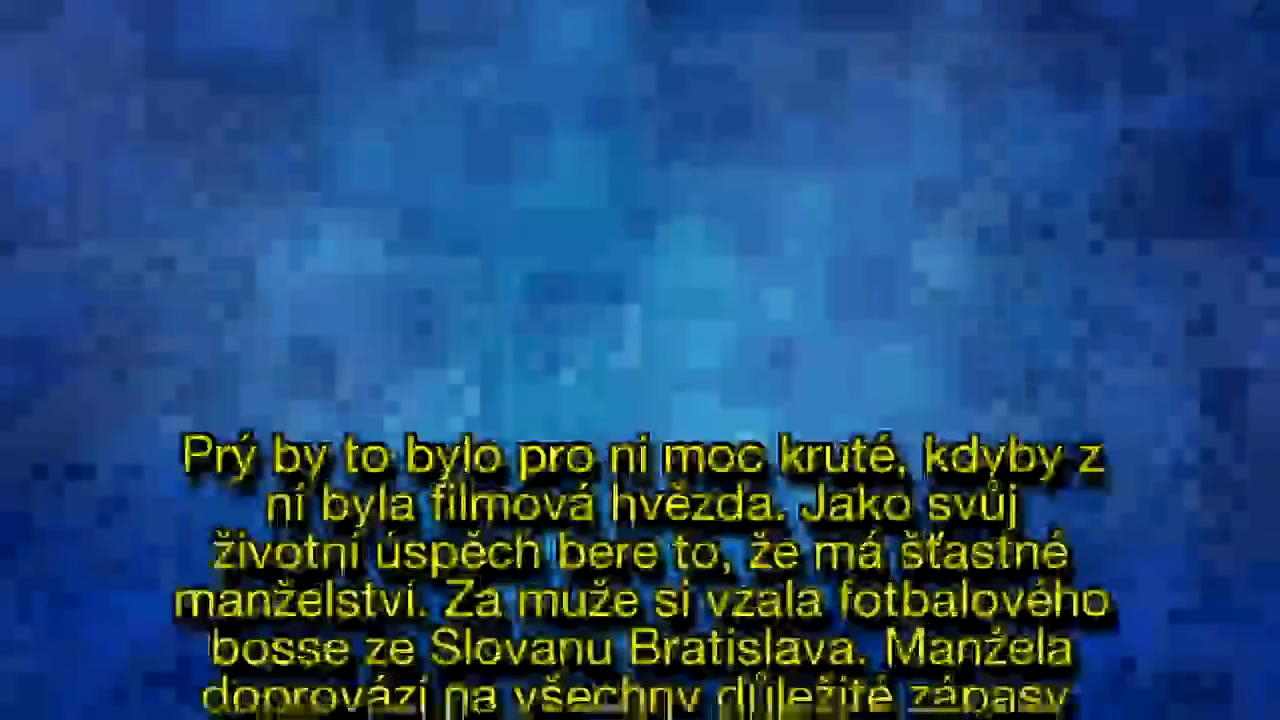 Prý by to bylo pro ni moc kruté, kdyby z
ní byla filmová hvězda. Jako svůj
životní úspěch bere to, že má šťastné
manželství. Za muže si vzala fotbalového
bosse ze Slovanu Bratislava. Manžela
doprovází na všechny důležité zápasy.